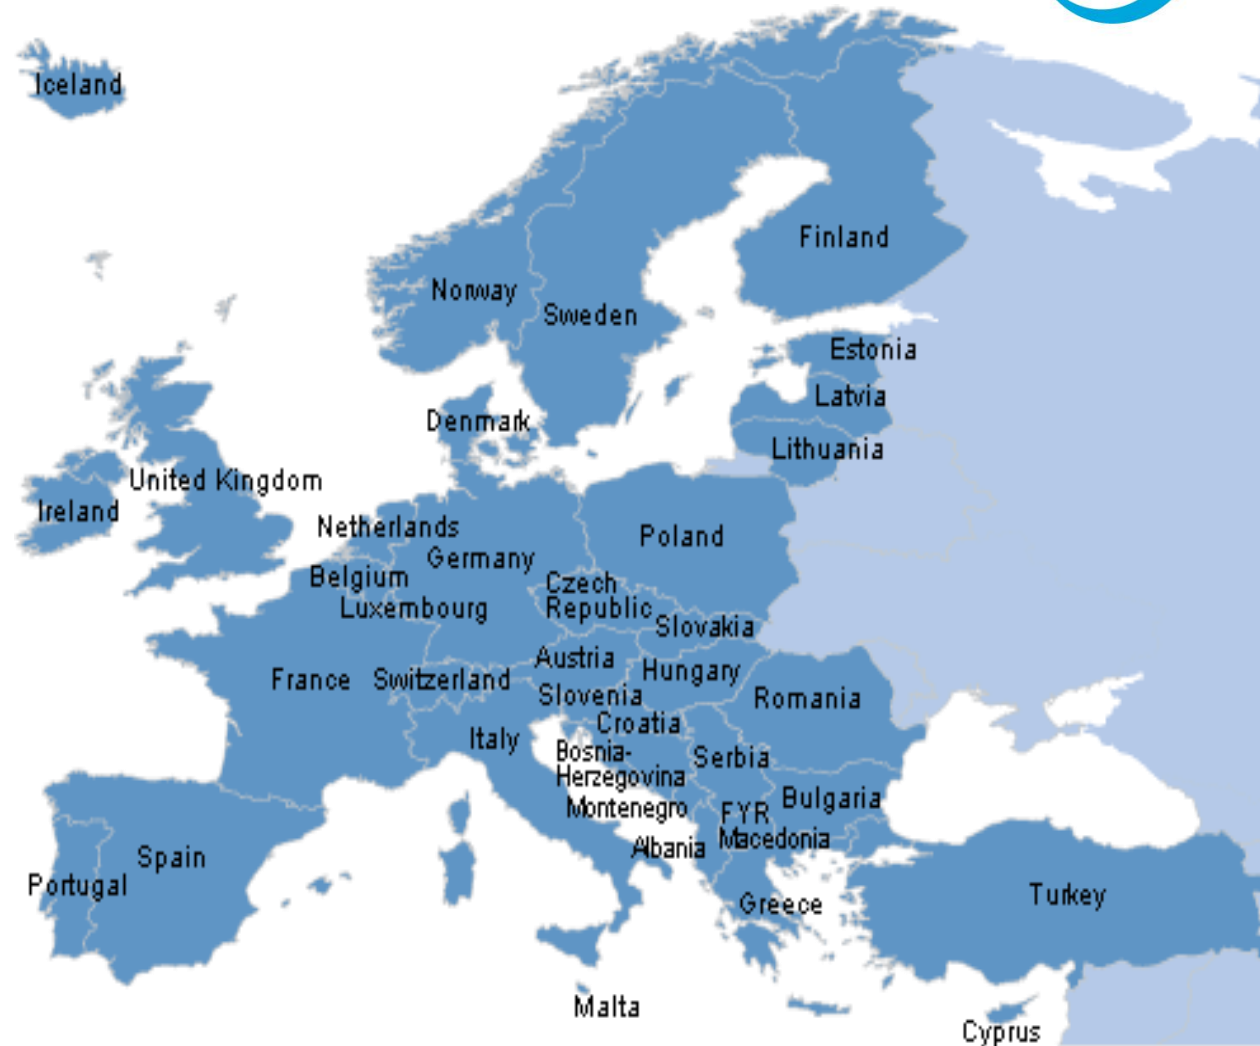 Iceland
Finland
Norway
Sweden
Estonia
Latvia
Denmark
Lithuania
United Kingdom
Ireland
Netherlands
Poland
Germany
Belgium
Czech
Republic
Luxembourg
Slovakia
Austria
Hungary
France
Switzerland
Slovenia
Romania
Croatia
Italy
Bosnia-
Herzegovina
Serbia
Bulgaria
Montenegro
FYR
Macedonia
Albania
Spain
Portugal
Greece
Turkey
Malta
Cyprus